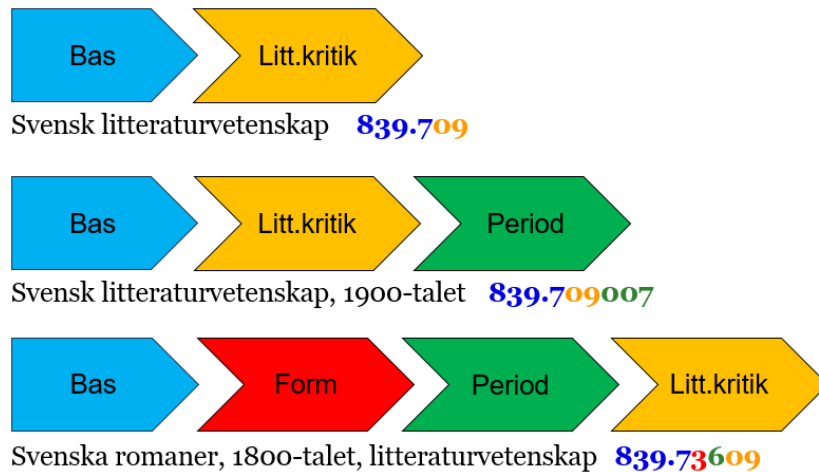 Bas Litt.kritik
Svensk litteraturvetenskap 839.709
Bas Litt.kritik Period
Svensk litteraturvetenskap, 1900-talet 839.709007
Bas Form Period Litt.kritik
Svenska romaner, 1800-talet, litteraturvetenskap 839.73609